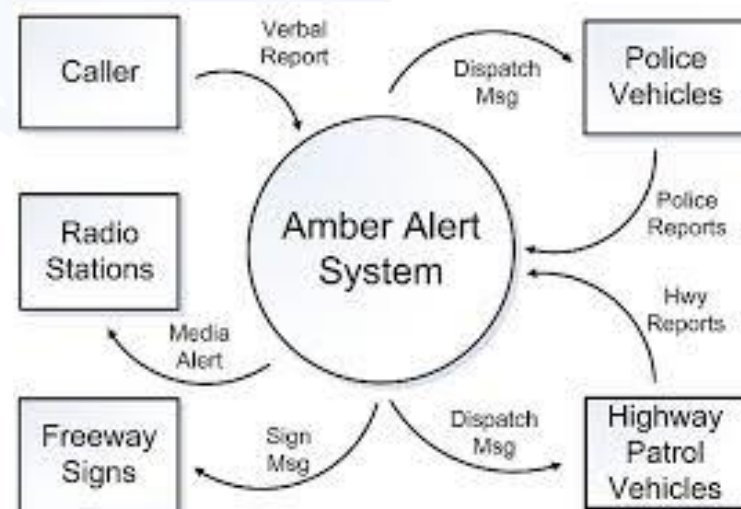 Caller
Verbal
Report
Dispatch
Msg
Police
Vehicles
Radio
Stations
Amber Alert
System
Police
Reports
Media
Alert
Hwy
Reports
Freeway
Signs
Sign
Msg
Dispatch
Msg
Highway
Patrol
Vehicles